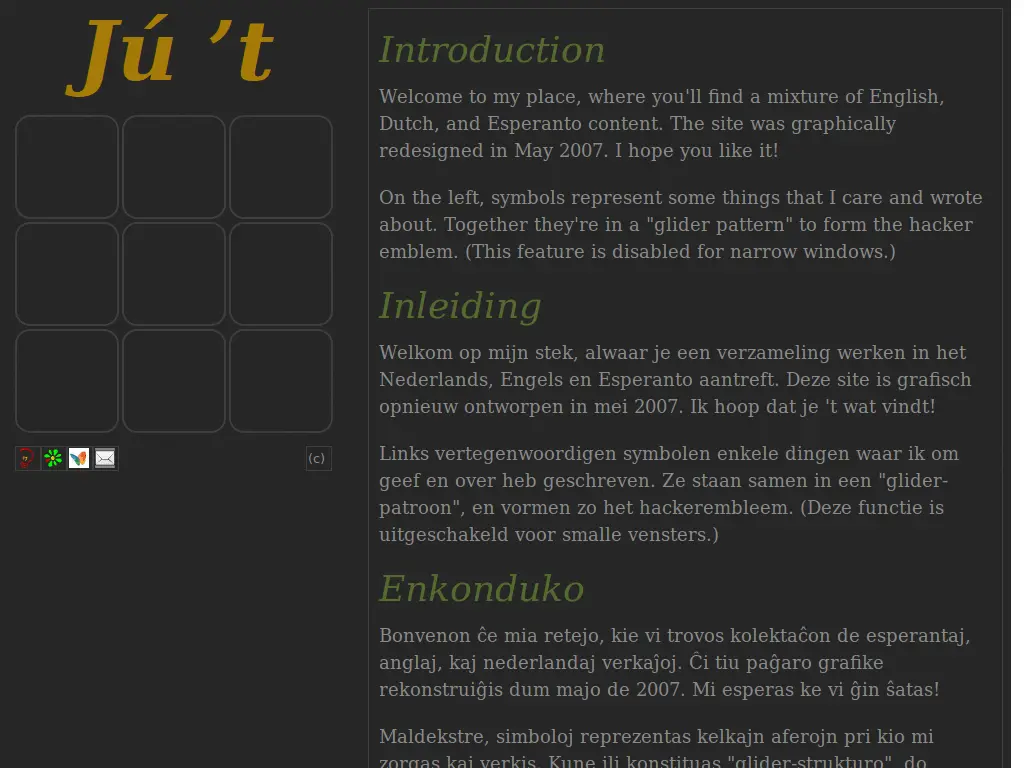 Jú ’t
(c)
Introduction
Welcome to my place, where you'll find a mixture of English,
Dutch, and Esperanto content. The site was graphically
redesigned in May 2007. I hope you like it!
On the left, symbols represent some things that I care and wrote
about. Together they're in a "glider pattern" to form the hacker
emblem. (This feature is disabled for narrow windows.)
Inleiding
Welkom op mijn stek, alwaar je een verzameling werken in het
Nederlands, Engels en Esperanto aantreft. Deze site is grafisch
opnieuw ontworpen in mei 2007. Ik hoop dat je 't wat vindt!
Links vertegenwoordigen symbolen enkele dingen waar ik om
geef en over heb geschreven. Ze staan samen in een "glider-
patroon", en vormen zo het hackerembleem. (Deze functie is
uitgeschakeld voor smalle vensters.)
Enkonduko
Bonvenon ĉe mia retejo, kie vi trovos kolektaĉon de esperantaj,
anglaj, kaj nederlandaj verkaĵoj. Ĉi tiu paĝaro grafike
rekonstruiĝis dum majo de 2007. Mi esperas ke vi ĝin ŝatas!
Maldekstre, simboloj reprezentas kelkajn aferojn pri kio mi
zorgas kaj verkis. Kune ili konstituas "glider-strukturo", do